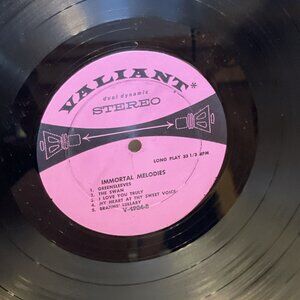 VALIANT*
dual dynamic
STEREO
LONG PLAY 33 1/3 RPM
IMMORTAL MELODIES
1. GREENSLEEVES
2. THE SWAN
3. I LOVE YOU TRULY
4. MY HEART AT THY SWEET VOICE
5. BRAHMS' LULLABY